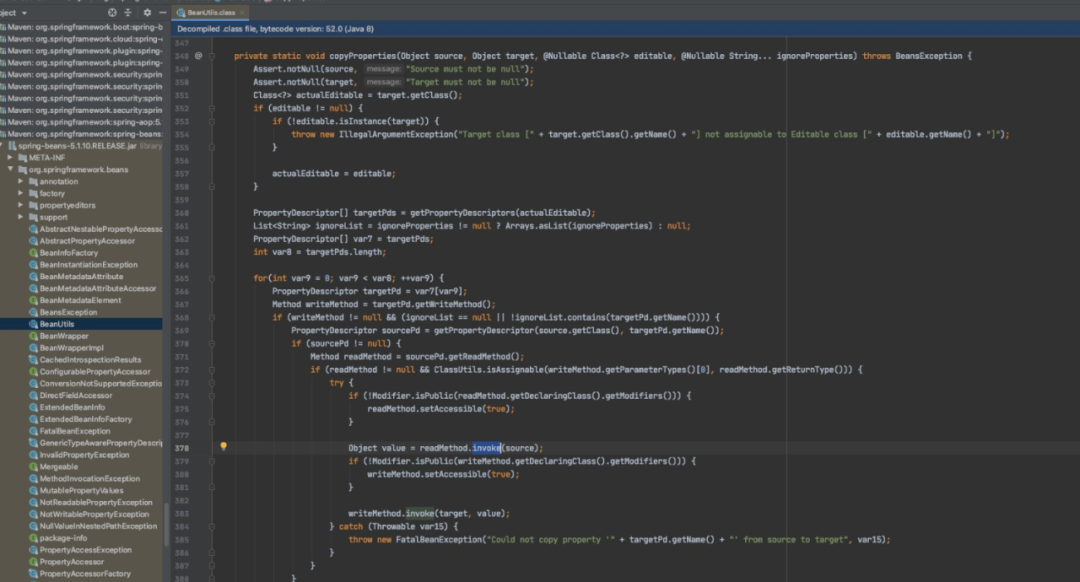 ject
BeanUtils.class
Decompiled .class file, bytecode version: 52.0 (Java 8)
Maven: org.springframework.boot:spring-b
Maven: org.springframework.cloud:spring-
Maven: org.springframework.plugin:spring-
Maven: org.springframework.plugin:spring-
Maven: org.springframework.security:sprin
Maven: org.springframework.security:sprin
Maven: org.springframework.security:sprin
Maven: org.springframework.security:sprin
Maven: org.springframework:spring-aop:5.
Maven: org.springframework:spring-beans:
spring-beans-5.1.10.RELEASE.jar library
META-INF
org.springframework.beans
annotation
factory
propertyeditors
support
AbstractNestablePropertyAccesso
AbstractPropertyAccessor
BeanInfoFactory
BeanInstantiationException
BeanMetadataAttribute
BeanMetadataAttributeAccessor
BeanMetadataElement
BeansException
BeanUtils
BeanWrapper
BeanWrapperImpl
CachedIntrospectionResults
ConfigurablePropertyAccessor
ConversionNotSupportedExceptio
DirectFieldAccessor
ExtendedBeanInfo
ExtendedBeanInfoFactory
FatalBeanException
GenericTypeAwarePropertyDescrip
InvalidPropertyException
Mergeable
MethodInvocationException
MutablePropertyValues
NotReadablePropertyException
NotWritablePropertyException
NullValueInNestedPathException
package-info
PropertyAccessException
PropertyAccessor
PropertyAccessorFactory
347
348 @ private static void copyProperties(Object source, Object target, @Nullable Class<?> editable, @Nullable String... ignoreProperties) throws BeansException {
349 Assert.notNull(source, message: "Source must not be null");
350 Assert.notNull(target, message: "Target must not be null");
351 Class<?> actualEditable = target.getClass();
352 if (editable != null) {
353 if (!editable.isInstance(target)) {
354 throw new IllegalArgumentException("Target class [" + target.getClass().getName() + "] not assignable to Editable class [" + editable.getName() + "]");
355 }
356
357 actualEditable = editable;
358 }
359
360 PropertyDescriptor[] targetPds = getPropertyDescriptors(actualEditable);
361 List<String> ignoreList = ignoreProperties != null ? Arrays.asList(ignoreProperties) : null;
362 PropertyDescriptor[] var7 = targetPds;
363 int var8 = targetPds.length;
364
365 for(int var9 = 0; var9 < var8; ++var9) {
366 PropertyDescriptor targetPd = var7[var9];
367 Method writeMethod = targetPd.getWriteMethod();
368 if (writeMethod != null && (ignoreList == null || !ignoreList.contains(targetPd.getName()))) {
369 PropertyDescriptor sourcePd = getPropertyDescriptor(source.getClass(), targetPd.getName());
370 if (sourcePd != null) {
371 Method readMethod = sourcePd.getReadMethod();
372 if (readMethod != null && ClassUtils.isAssignable(writeMethod.getParameterTypes()[0], readMethod.getReturnType())) {
373 try {
374 if (!Modifier.isPublic(readMethod.getDeclaringClass().getModifiers())) {
375 readMethod.setAccessible(true);
376 }
377
378 Object value = readMethod.invoke(source);
379 if (!Modifier.isPublic(writeMethod.getDeclaringClass().getModifiers())) {
380 writeMethod.setAccessible(true);
381 }
382
383 writeMethod.invoke(target, value);
384 } catch (Throwable var15) {
385 throw new FatalBeanException("Could not copy property '" + targetPd.getName() + "' from source to target", var15);
386 }
387 }
388 }